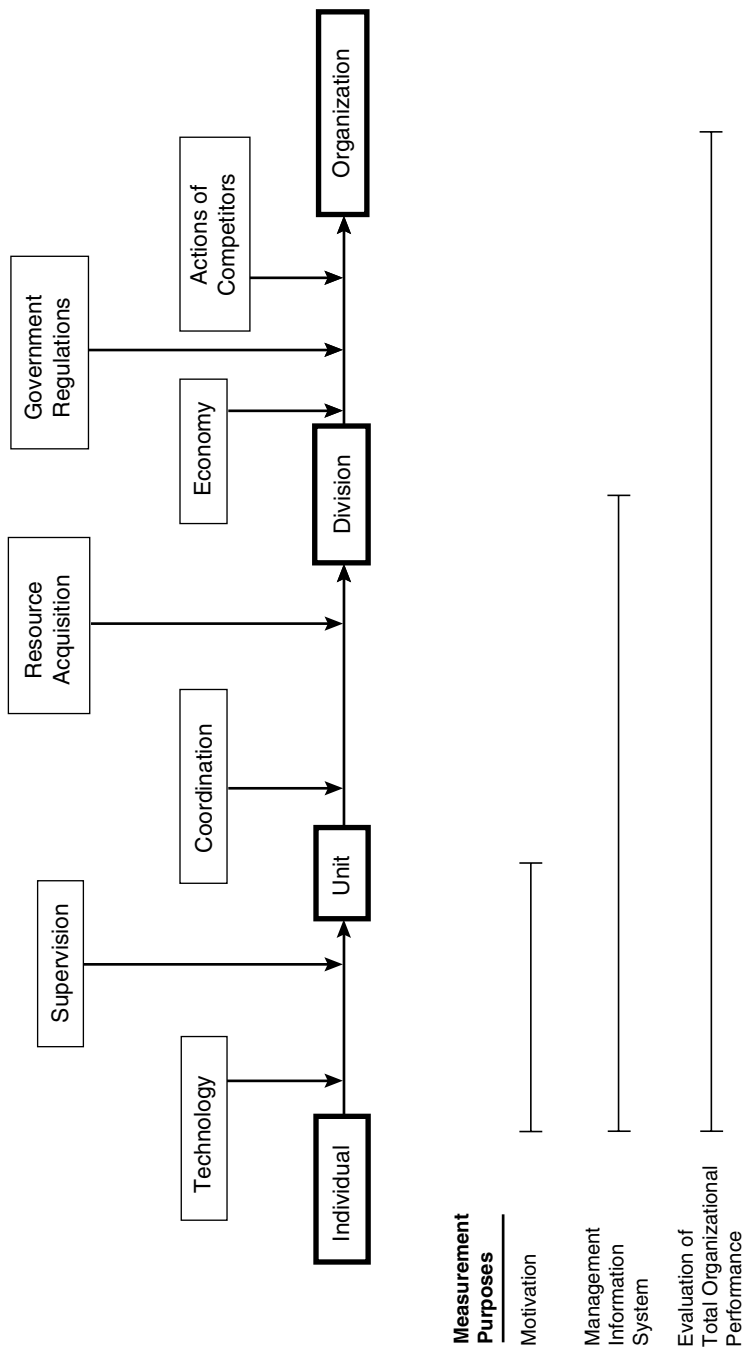 Supervision
Resource
Acquisition
Government
Regulations
Technology
Coordination
Economy
Actions of
Competitors
Individual
Unit
Division
Organization
Measurement
Purposes
Motivation
Management
Information
System
Evaluation of
Total Organizational
Performance